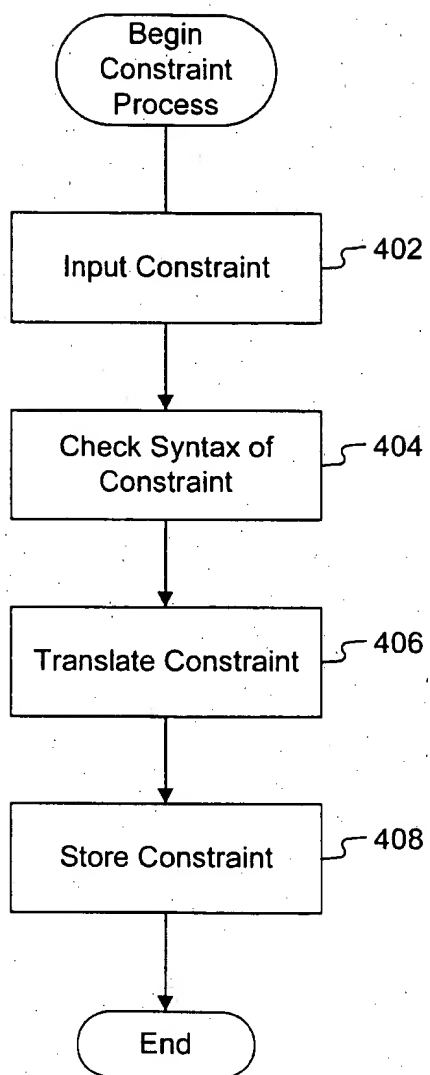 Begin
Constraint
Process
Input Constraint
402
Check Syntax of
Constraint
404
Translate Constraint
406
Store Constraint
408
End